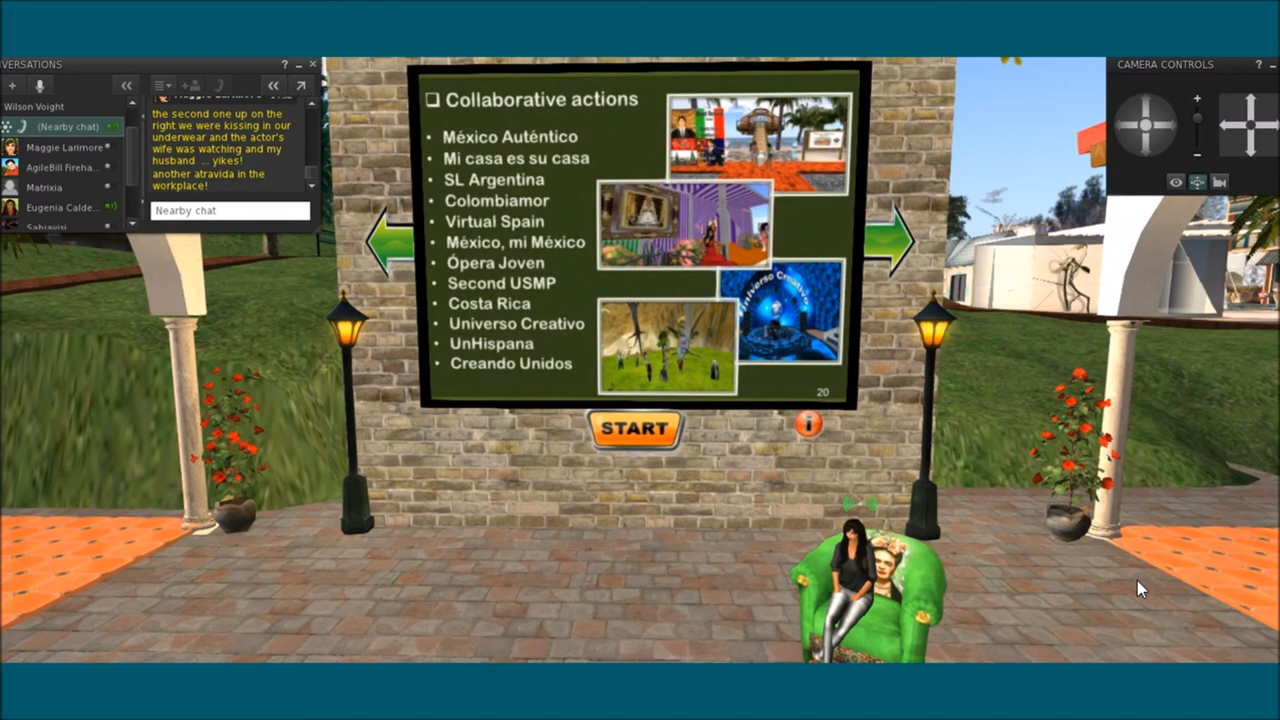 VERSATIONS
?
Wilson Voight
(Nearby chat)
Maggie Larimore
AgileBill Fireha...
Matrixia
Eugenia Calde...
the second one up on the
right we were kissing in our
underwear and the actor's
wife was watching and my
husband ... yikes!
another atravida in the
workplace!
Nearby chat
❑ Collaborative actions
• México Auténtico
• Mi casa es su casa
• SL Argentina
• Colombiamor
• Virtual Spain
• México, mi México
• Ópera Joven
• Second USMP
• Costa Rica
• Universo Creativo
• UnHispana
• Creando Unidos
Universo Creativo
20
START
i
CAMERA CONTROLS
?